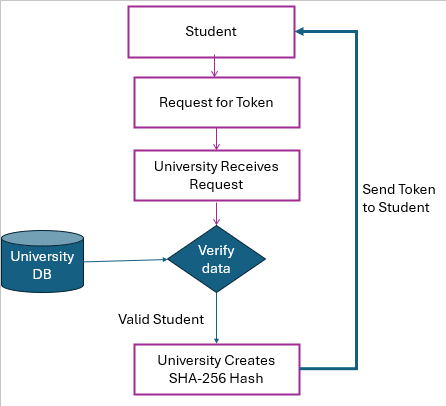 Student
Request for Token
University Receives
Request
Send Token
to Student
Verify
data
University
DB
Valid Student
University Creates
SHA-256 Hash